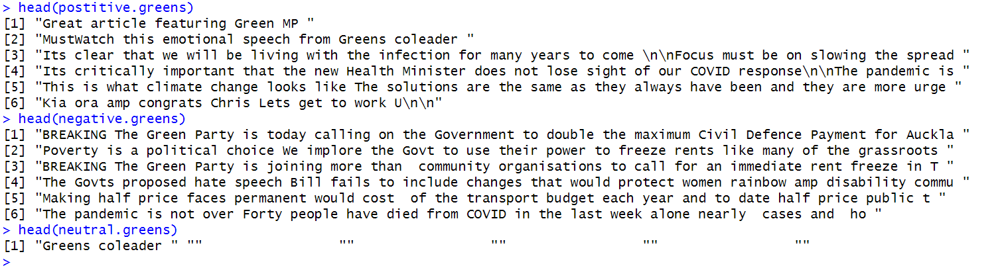 > head(postitive.greens)
[1] "Great article featuring Green MP "
[2] "MustWatch this emotional speech from Greens coleader "
[3] "Its clear that we will be living with the infection for many years to come \n\nFocus must be on slowing the spread "
[4] "Its critically important that the new Health Minister does not lose sight of our COVID response\n\nThe pandemic is "
[5] "This is what climate change looks like The solutions are the same as they always have been and they are more urge "
[6] "Kia ora amp congrats Chris Lets get to work U\n\n"
> head(negative.greens)
[1] "BREAKING The Green Party is today calling on the Government to double the maximum Civil Defence Payment for Auckla "
[2] "Poverty is a political choice We implore the Govt to use their power to freeze rents like many of the grassroots "
[3] "BREAKING The Green Party is joining more than  community organisations to call for an immediate rent freeze in T "
[4] "The Govts proposed hate speech Bill fails to include changes that would protect women rainbow amp disability commu "
[5] "Making half price faces permanent would cost  of the transport budget each year and to date half price public t "
[6] "The pandemic is not over Forty people have died from COVID in the last week alone nearly  cases and  ho "
> head(neutral.greens)
[1] "Greens coleader " "" "" "" "" ""
>